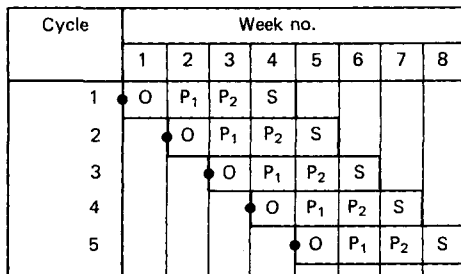 Cycle Week no.
1 2 3 4 5 6 7 8
1 O P₁ P₂ S
2 O P₁ P₂ S
3 O P₁ P₂ S
4 O P₁ P₂ S
5 O P₁ P₂ S